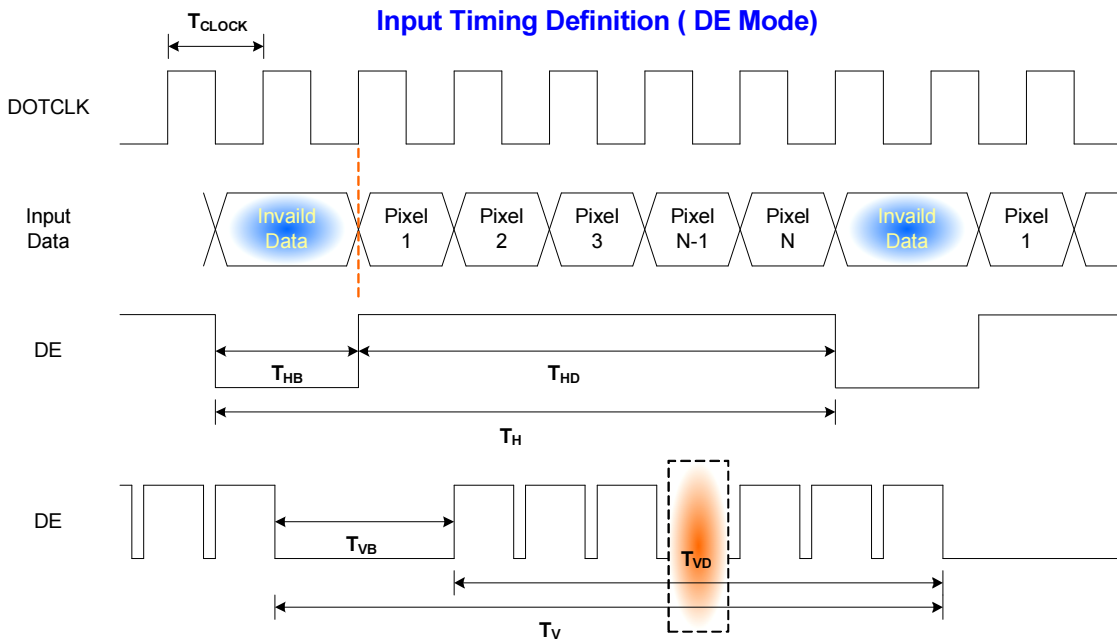 Input Timing Definition ( DE Mode)
TCLOCK
DOTCLK
Input
Data
Invaild
Data
Pixel
1
Pixel
2
Pixel
3
Pixel
N-1
Pixel
N
Invaild
Data
Pixel
1
DE
THB
THD
TH
DE
TVB
TVD
TV